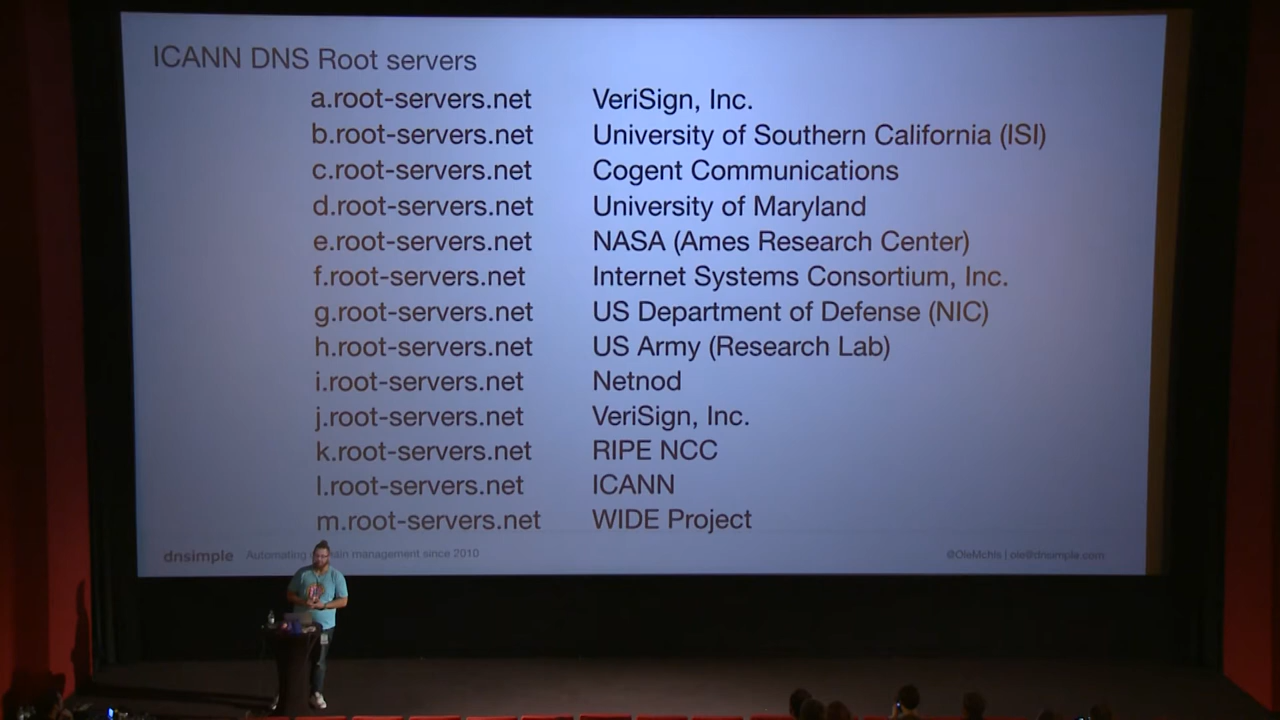 ICANN DNS Root servers
a.root-servers.net VeriSign, Inc.
b.root-servers.net University of Southern California (ISI)
c.root-servers.net Cogent Communications
d.root-servers.net University of Maryland
e.root-servers.net NASA (Ames Research Center)
f.root-servers.net Internet Systems Consortium, Inc.
g.root-servers.net US Department of Defense (NIC)
h.root-servers.net US Army (Research Lab)
i.root-servers.net Netnod
j.root-servers.net VeriSign, Inc.
k.root-servers.net RIPE NCC
l.root-servers.net ICANN
m.root-servers.net WIDE Project
dnsimple Automating management since 2010 @OleMchls | ole@dnsimple.com